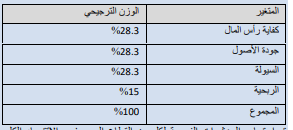 المتغير الوزن الترجيحي
كفاية رأس المال %28.3
جودة الأصول %28.3
السيولة %28.3
الربحية %15
المجموع %100